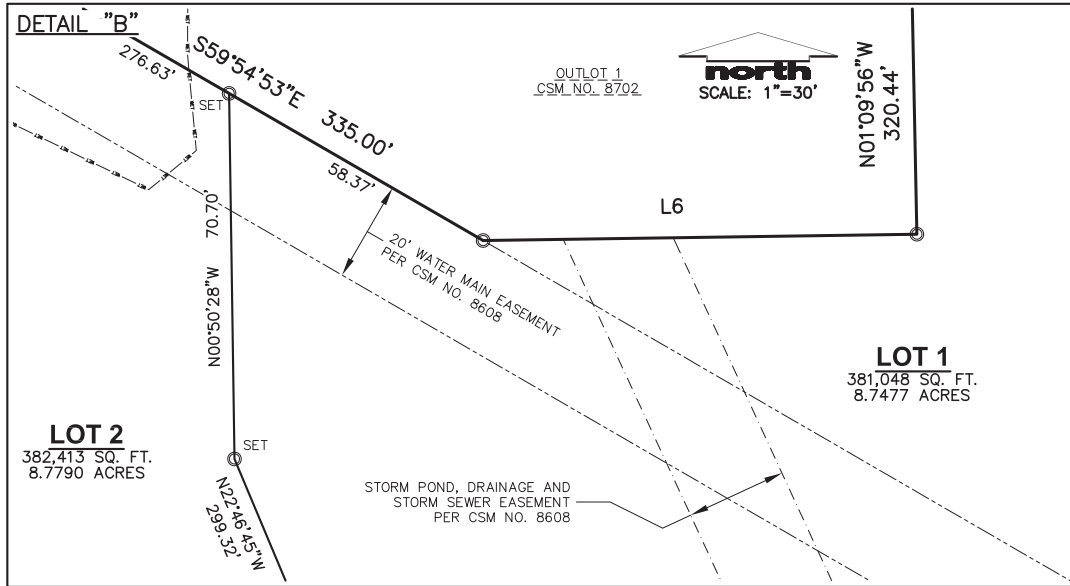 DETAIL "B"
276.63'
S59°54'53"E 335.00'
SET
58.37'
OUTLOT 1
CSM NO. 8702
north
SCALE: 1"=30'
N01°09'56"W
320.44'
L6
N00°50'28"W 70.70'
20' WATER MAIN EASEMENT
PER CSM NO. 8608
LOT 1
381,048 SQ. FT.
8.7477 ACRES
LOT 2
382,413 SQ. FT.
8.7790 ACRES
SET
N22°46'45"W
299.32'
STORM POND, DRAINAGE AND
STORM SEWER EASEMENT
PER CSM NO. 8608